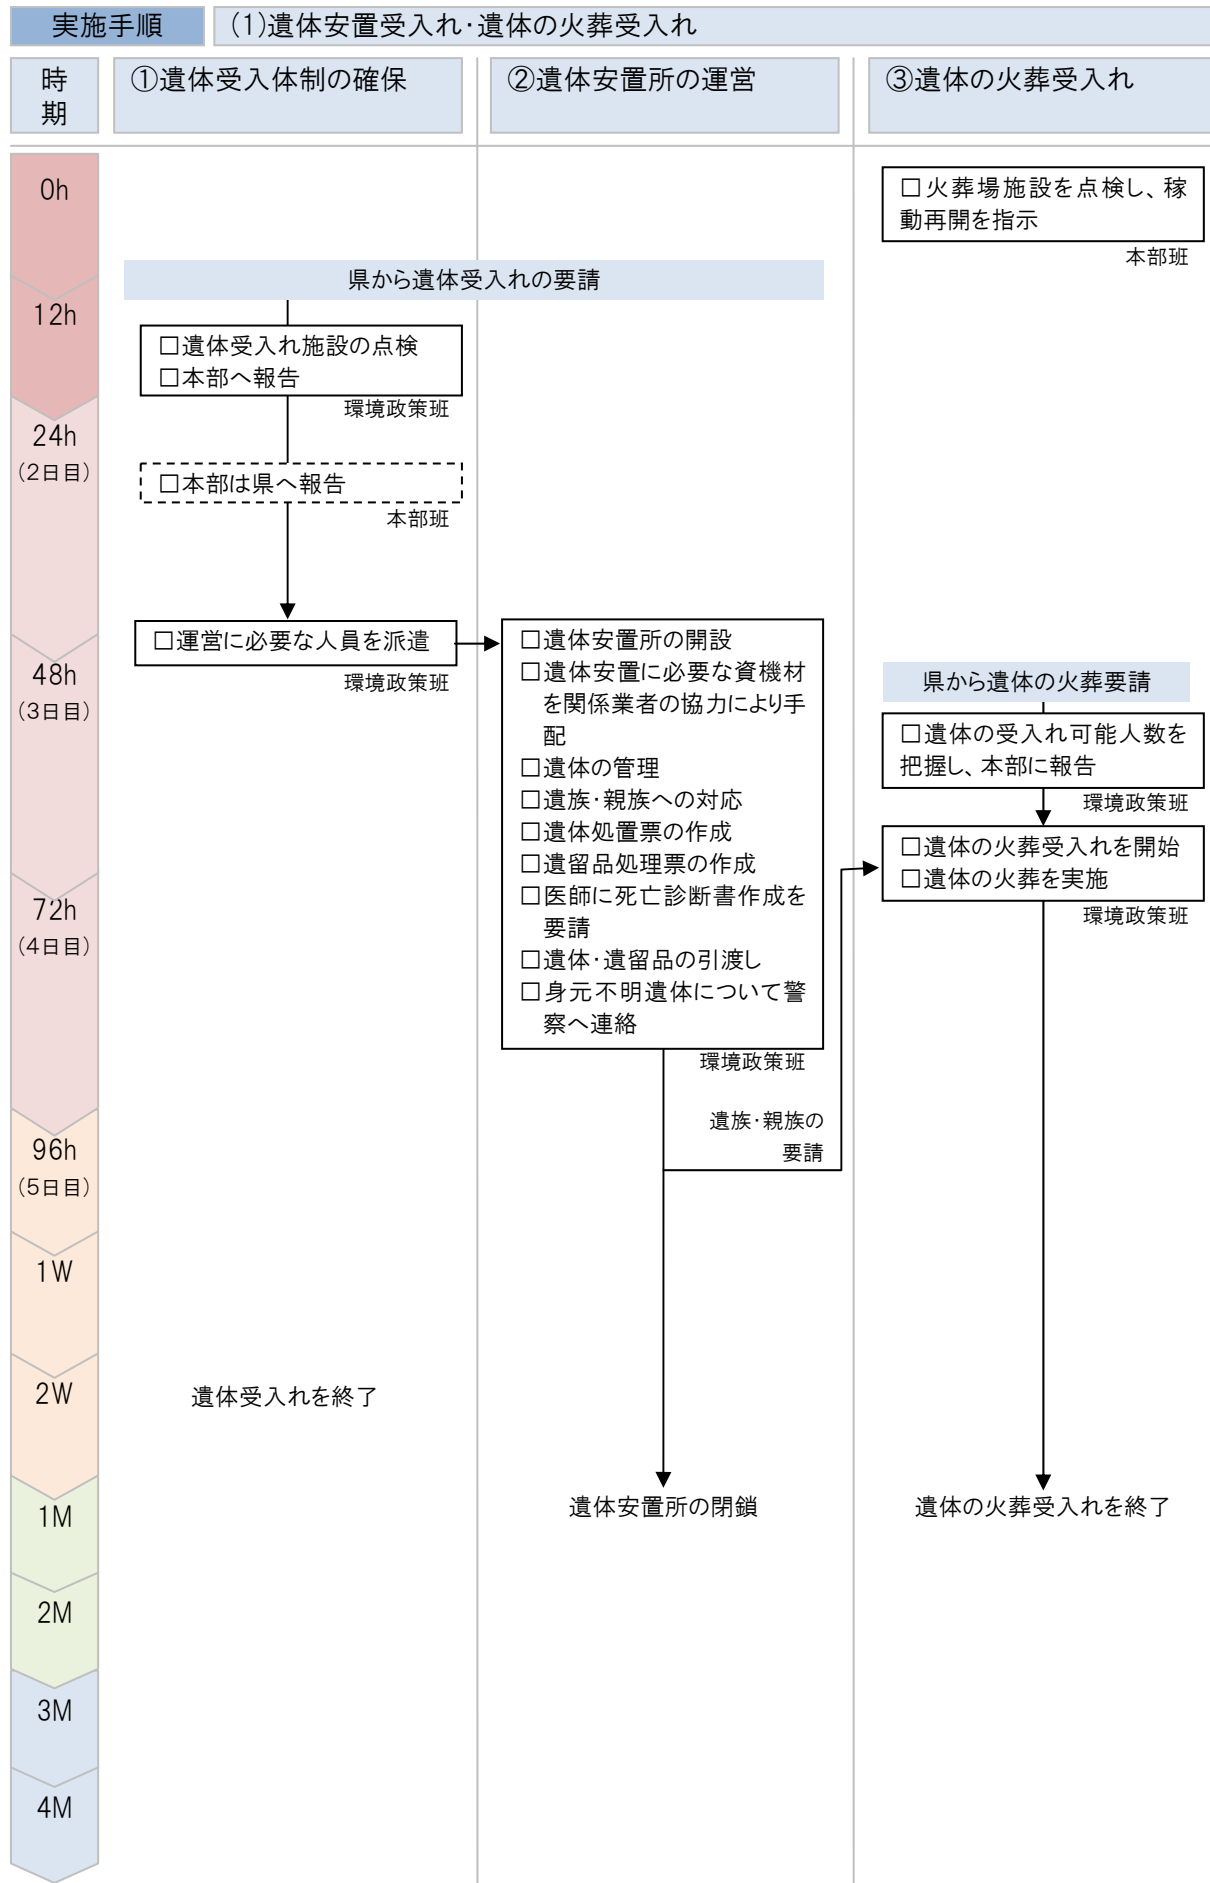 実施手順
(1)遺体安置受入れ・遺体の火葬受入れ
時
期
①遺体受入体制の確保
②遺体安置所の運営
③遺体の火葬受入れ
0h
□火葬場施設を点検し、稼
動再開を指示
本部班
県から遺体受入れの要請
12h
□遺体受入れ施設の点検
□本部へ報告
環境政策班
24h
(2日目)
□本部は県へ報告
本部班
□運営に必要な人員を派遣
環境政策班
□遺体安置所の開設
□遺体安置に必要な資機材
を関係業者の協力により手
配
□遺体の管理
□遺族・親族への対応
□遺体処置票の作成
□遺留品処理票の作成
□医師に死亡診断書作成を
要請
□遺体・遺留品の引渡し
□身元不明遺体について警
察へ連絡
環境政策班
48h
(3日目)
県から遺体の火葬要請
□遺体の受入れ可能人数を
把握し、本部に報告
環境政策班
□遺体の火葬受入れを開始
□遺体の火葬を実施
環境政策班
72h
(4日目)
遺族・親族の
要請
96h
(5日目)
1W
2W
遺体受入れを終了
1M
遺体安置所の閉鎖
遺体の火葬受入れを終了
2M
3M
4M